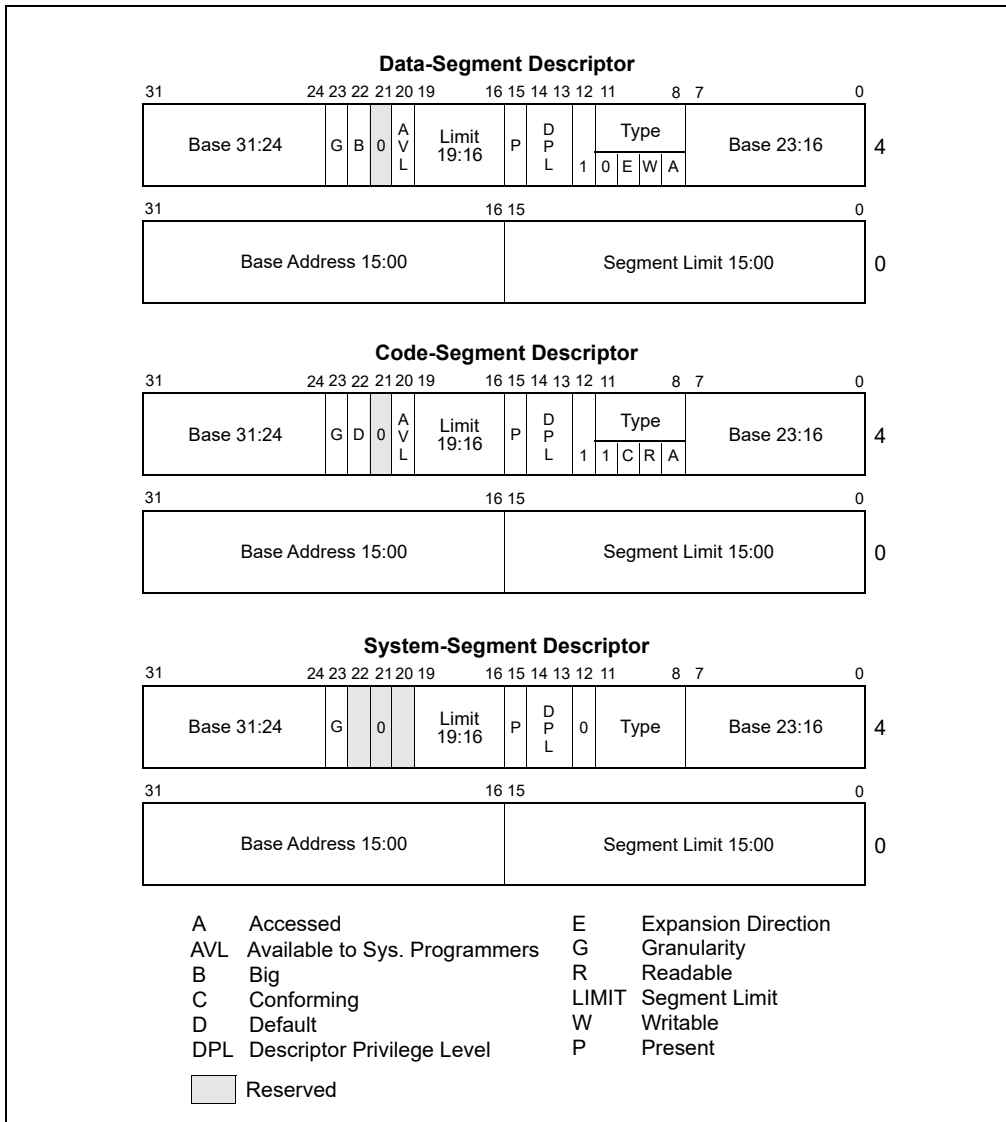 Data-Segment Descriptor
31 24 23 22 21 20 19 16 15 14 13 12 11 8 7 0
Base 31:24 G B 0 AVL Limit 19:16 P DPL 1 Type 0 E W A Base 23:16 4
31 16 15 0
Base Address 15:00 Segment Limit 15:00 0
Code-Segment Descriptor
31 24 23 22 21 20 19 16 15 14 13 12 11 8 7 0
Base 31:24 G D 0 AVL Limit 19:16 P DPL 1 Type 1 C R A Base 23:16 4
31 16 15 0
Base Address 15:00 Segment Limit 15:00 0
System-Segment Descriptor
31 24 23 22 21 20 19 16 15 14 13 12 11 8 7 0
Base 31:24 G 0 Limit 19:16 P DPL 0 Type Base 23:16 4
31 16 15 0
Base Address 15:00 Segment Limit 15:00 0
A Accessed
AVL Available to Sys. Programmers
B Big
C Conforming
D Default
DPL Descriptor Privilege Level
Reserved
E Expansion Direction
G Granularity
R Readable
LIMIT Segment Limit
W Writable
P Present